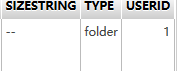 SIZESTRING TYPE USERID
-- folder 1